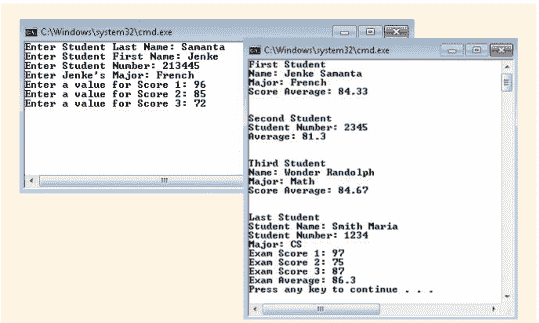 C:\Windows\system32\cmd.exe
Enter Student Last Name: Samanta
Enter Student First Name: Jenke
Enter Student Number: 213445
Enter Jenke's Major: French
Enter a value for Score 1: 96
Enter a value for Score 2: 85
Enter a value for Score 3: 72
C:\Windows\system32\cmd.exe
First Student
Name: Jenke Samanta
Major: French
Score Average: 84.33
Second Student
Student Number: 2345
Average: 81.3
Third Student
Name: Wonder Randolph
Major: Math
Score Average: 84.67
Last Student
Student Name: Smith Maria
Student Number: 1234
Major: CS
Exam Score 1: 97
Exam Score 2: 75
Exam Score 3: 87
Exam Average: 86.3
Press any key to continue . . .